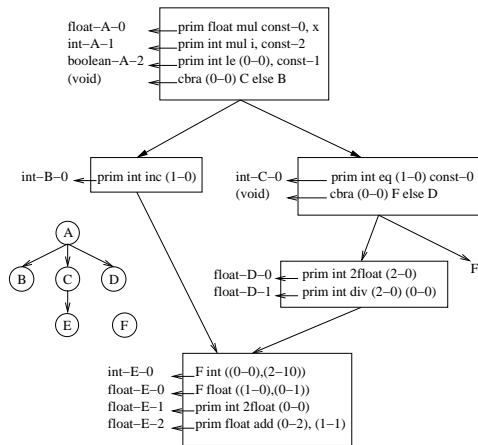 float–A–0 prim float mul const–0, x
int–A–1 prim int mul i, const–2
boolean–A–2 prim int le (0–0), const–1
(void) cbra (0–0) C else B
int–B–0 prim int inc (1–0)
int–C–0 prim int eq (1–0) const–0
(void) cbra (0–0) F else D
A
B C D
E F
float–D–0 prim int 2float (2–0)
float–D–1 prim int div (2–0) (0–0)
F
int–E–0 F int ((0–0),(2–10))
float–E–0 F float ((1–0),(0–1))
float–E–1 prim int 2float (0–0)
float–E–2 prim float add (0–2), (1–1)